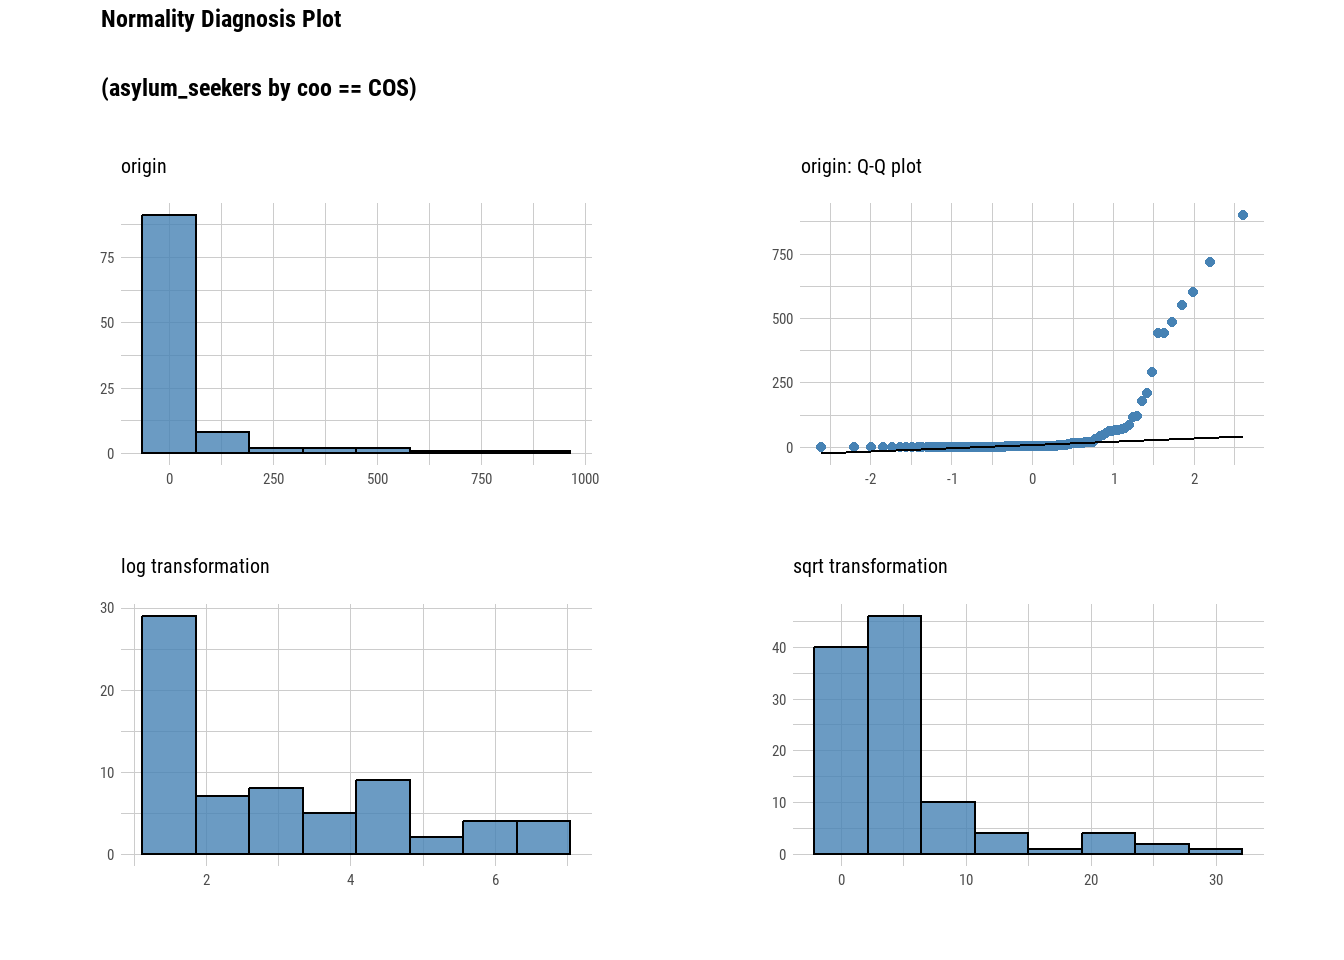 Normality Diagnosis Plot
(asylum_seekers by coo == COS)
origin
75
50
25
0
0 250 500 750 1000
origin: Q-Q plot
750
500
250
0
-2 -1 0 1 2
log transformation
30
20
10
0
2 4 6
sqrt transformation
40
30
20
10
0
0 10 20 30